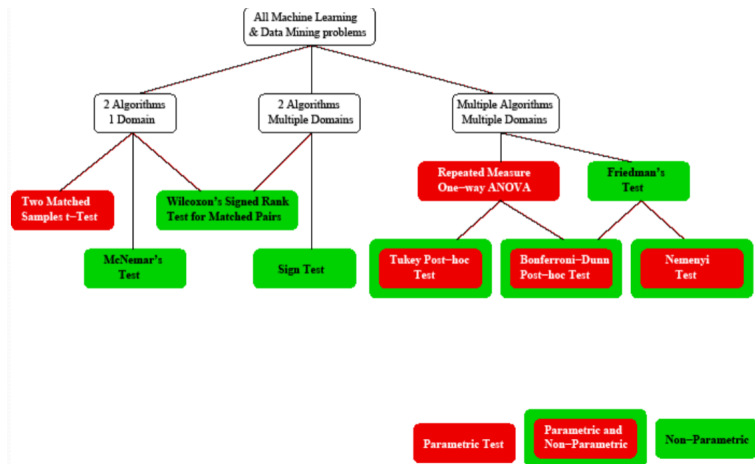 All Machine Learning
& Data Mining problems
2 Algorithms
1 Domain
2 Algorithms
Multiple Domains
Multiple Algorithms
Multiple Domains
Two Matched
Samples t−Test
Wilcoxon's Signed Rank
Test for Matched Pairs
Repeated Measure
One−way ANOVA
Friedman's
Test
McNemar's
Test
Sign Test
Tukey Post−hoc
Test
Bonferroni−Dunn
Post−hoc Test
Nemenyi
Test
Parametric Test
Parametric and
Non−Parametric
Non−Parametric